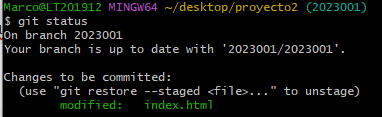 Marco@LT201912 MINGW64 ~/desktop/proyecto2 (2023001)
$ git status
On branch 2023001
Your branch is up to date with '2023001/2023001'.
Changes to be committed:
(use "git restore --staged <file>..." to unstage)
modified: index.html